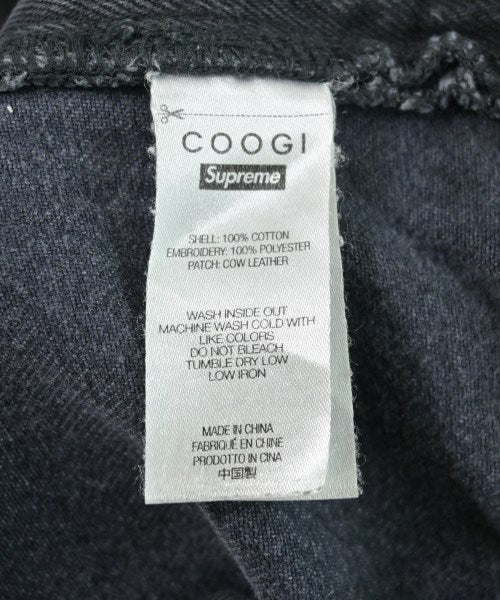 COOGI
Supreme
SHELL: 100% COTTON
EMBROIDERY: 100% POLYESTER
PATCH: COW LEATHER
WASH INSIDE OUT
MACHINE WASH COLD WITH
LIKE COLORS
DO NOT BLEACH
TUMBLE DRY LOW
LOW IRON
MADE IN CHINA
FABRIQUÉ EN CHINE
PRODOTTO IN CINA
中国製